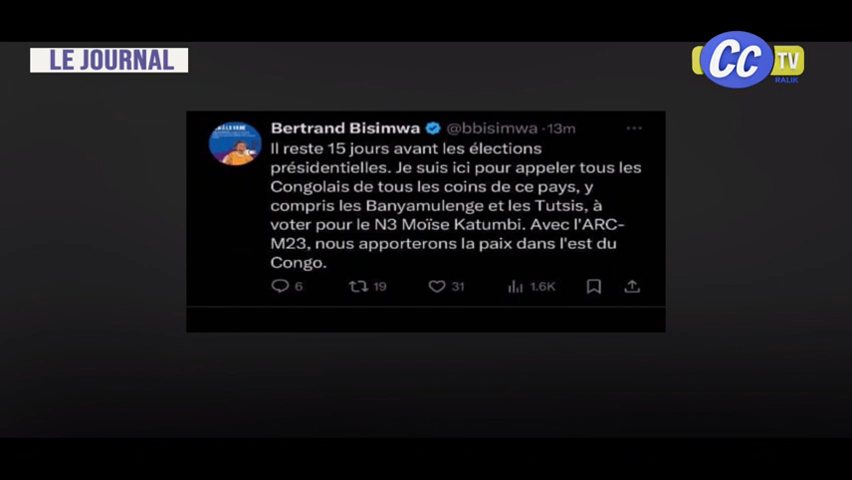 LE JOURNAL
CC TV
RALIK
Bertrand Bisimwa @bbisimwa · 13m
Il reste 15 jours avant les élections
présidentielles. Je suis ici pour appeler tous les
Congolais de tous les coins de ce pays, y
compris les Banyamulenge et les Tutsis, à
voter pour le N3 Moïse Katumbi. Avec l'ARC-
M23, nous apporterons la paix dans l'est du
Congo.
6 19 31 1.6K